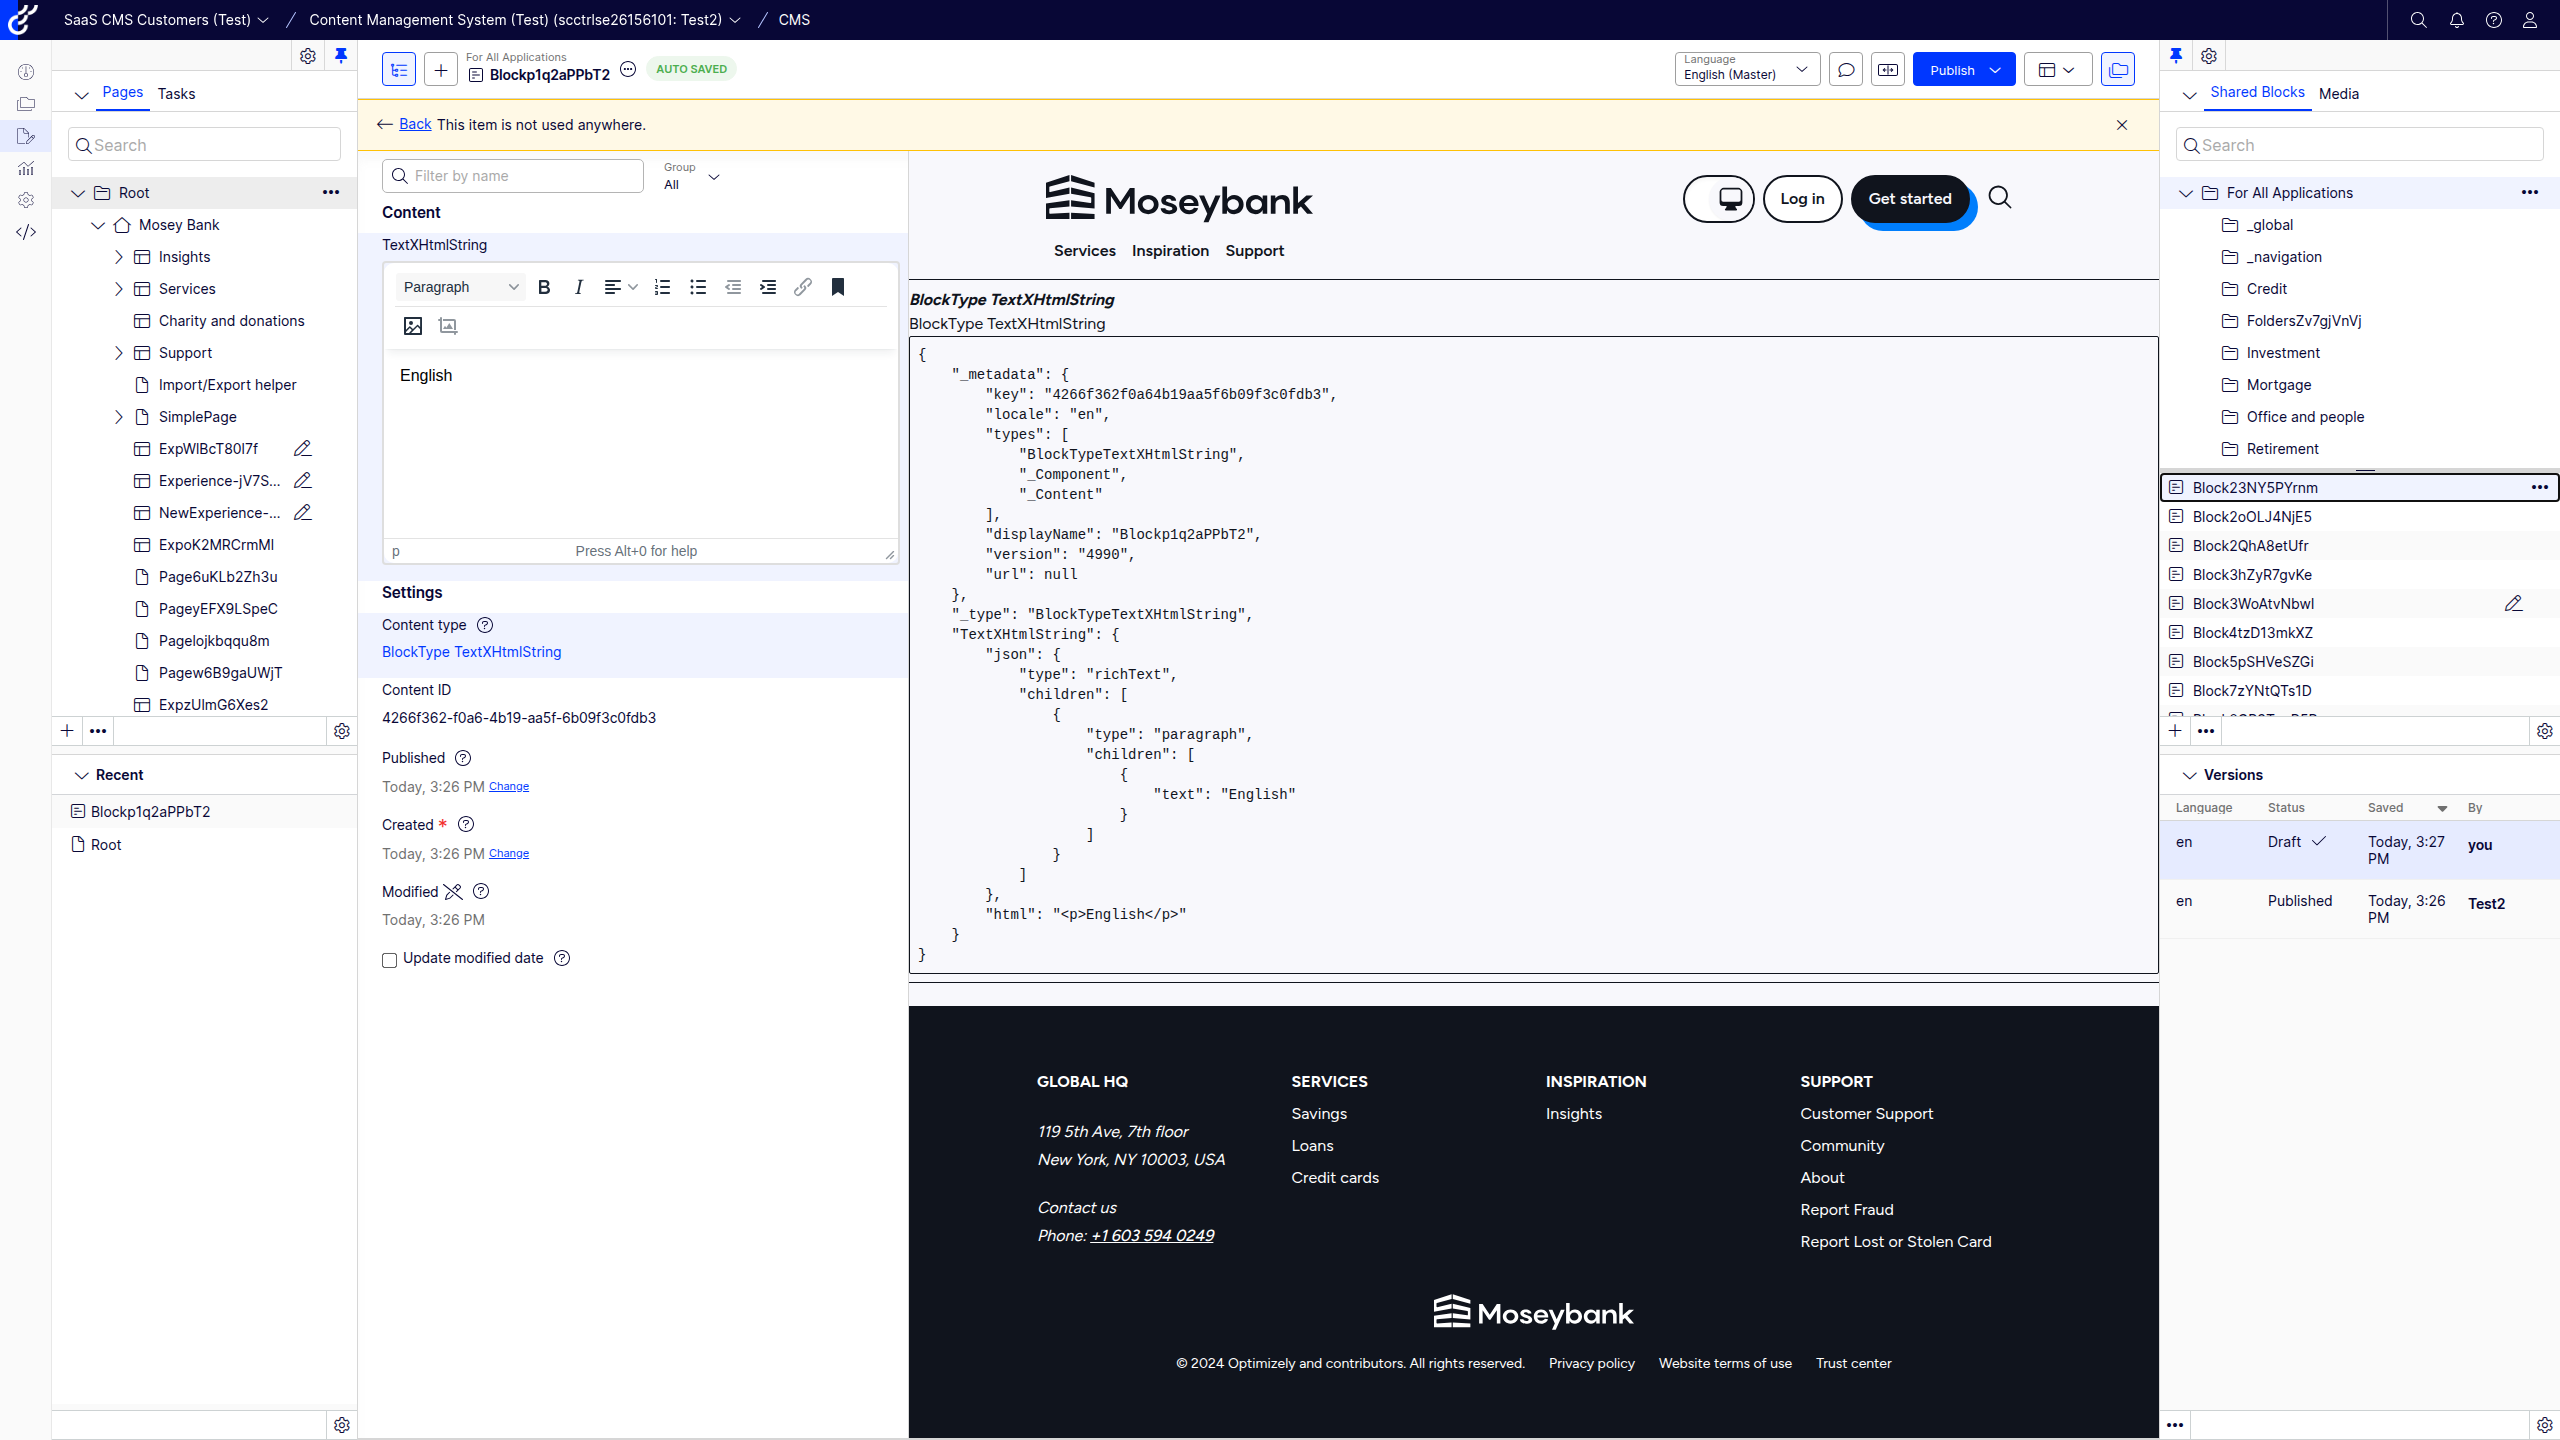 SaaS CMS Customers (Test)
Content Management System (Test) (scctrlse26156101: Test2)
CMS
Pages
Tasks
Search
Root
Mosey Bank
Insights
Services
Charity and donations
Support
Import/Export helper
SimplePage
ExpWlBcT80l7f
Experience-jV7S...
NewExperience-...
ExpoK2MRCrmMl
Page6uKLb2Zh3u
PageyEFX9LSpeC
Pagelojkbqqu8m
Pagew6B9gaUWjT
ExpzUlmG6Xes2
Recent
Blockp1q2aPPbT2
Root
For All Applications
Blockp1q2aPPbT2
AUTO SAVED
Language
English (Master)
Publish
Back This item is not used anywhere.
Filter by name
Group
All
Content
TextXHtmlString
Paragraph
English
p
Press Alt+0 for help
Settings
Content type
BlockType TextXHtmlString
Content ID
4266f362-f0a6-4b19-aa5f-6b09f3c0fdb3
Published
Today, 3:26 PM Change
Created *
Today, 3:26 PM Change
Modified
Today, 3:26 PM
Update modified date
Moseybank
Log in
Get started
Services
Inspiration
Support
BlockType TextXHtmlString
BlockType TextXHtmlString
{
"_metadata": {
"key": "4266f362f0a64b19aa5f6b09f3c0fdb3",
"locale": "en",
"types": [
"BlockTypeTextXHtmlString",
"_Component",
"_Content"
],
"displayName": "Blockp1q2aPPbT2",
"version": "4990",
"url": null
},
"_type": "BlockTypeTextXHtmlString",
"TextXHtmlString": {
"json": {
"type": "richText",
"children": [
{
"type": "paragraph",
"children": [
{
"text": "English"
}
]
}
]
},
"html": "<p>English</p>"
}
}
GLOBAL HQ
119 5th Ave, 7th floor
New York, NY 10003, USA
Contact us
Phone: +1 603 594 0249
SERVICES
Savings
Loans
Credit cards
INSPIRATION
Insights
SUPPORT
Customer Support
Community
About
Report Fraud
Report Lost or Stolen Card
Moseybank
© 2024 Optimizely and contributors. All rights reserved.
Privacy policy
Website terms of use
Trust center
Shared Blocks
Media
Search
For All Applications
_global
_navigation
Credit
FoldersZv7gjVnVj
Investment
Mortgage
Office and people
Retirement
Block23NY5PYrnm
Block2oOLJ4NjE5
Block2QhA8etUfr
Block3hZyR7gvKe
Block3WoAtvNbwl
Block4tzD13mkXZ
Block5pSHVeSZGi
Block7zYNtQTs1D
Versions
Language
Status
Saved
By
en
Draft
Today, 3:27
PM
you
en
Published
Today, 3:26
PM
Test2